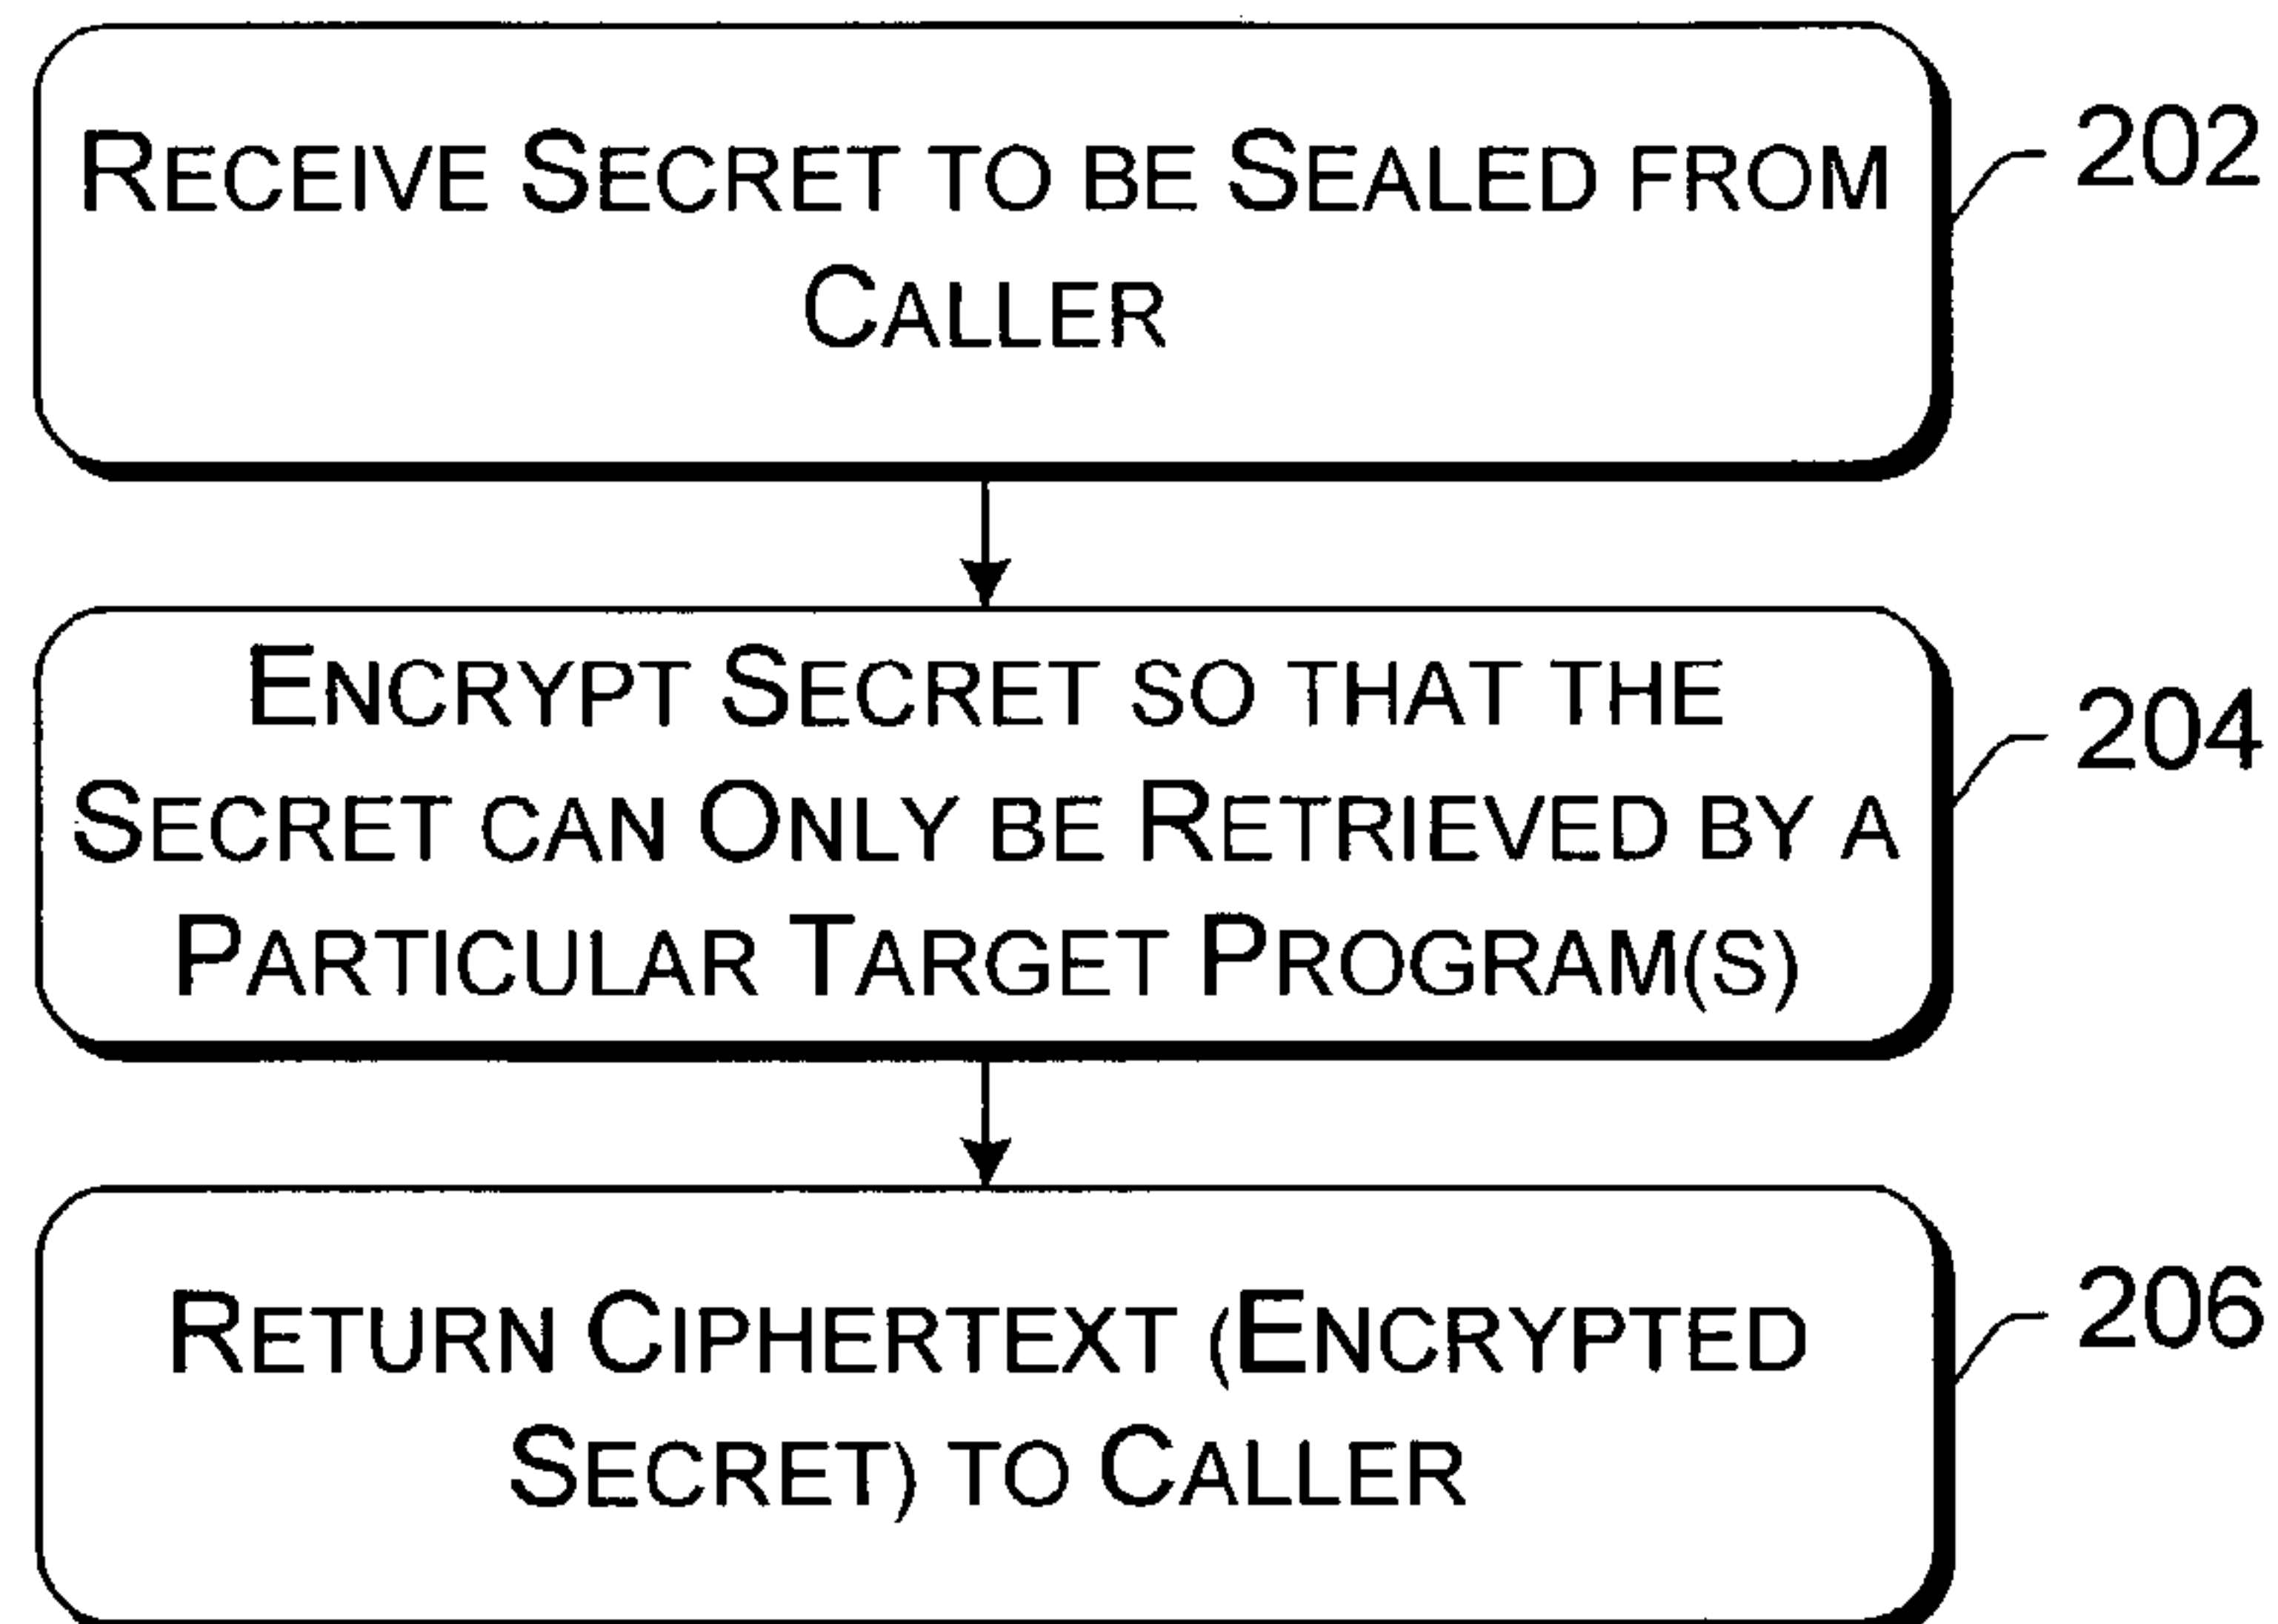 RECEIVE SECRET TO BE SEALED FROM
CALLER
202
ENCRYPT SECRET SO THAT THE
SECRET CAN ONLY BE RETRIEVED BY A
PARTICULAR TARGET PROGRAM(S)
204
RETURN CIPHERTEXT (ENCRYPTED
SECRET) TO CALLER
206